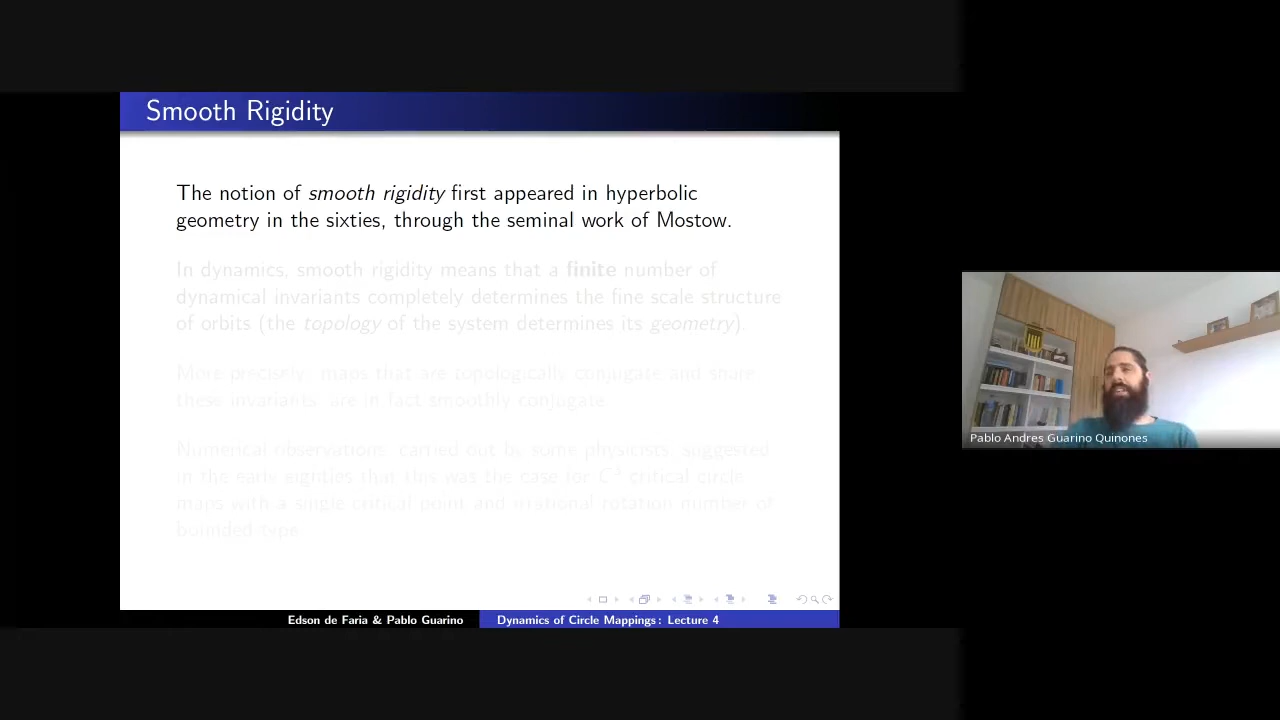 Smooth Rigidity
The notion of smooth rigidity first appeared in hyperbolic
geometry in the sixties, through the seminal work of Mostow.
In dynamics, smooth rigidity means that a finite number of
dynamical invariants completely determines the fine scale structure
of orbits (the topology of the system determines its geometry).
More precisely: maps that are topologically conjugate and share
these invariants, are in fact smoothly conjugate.
Numerical observations, carried out by some physicists, suggested
in the early eighties that this was the case for C³ critical circle
maps with a single critical point and irrational rotation number of
bounded type.
Pablo Andres Guarino Quinones
Edson de Faria & Pablo Guarino
Dynamics of Circle Mappings: Lecture 4